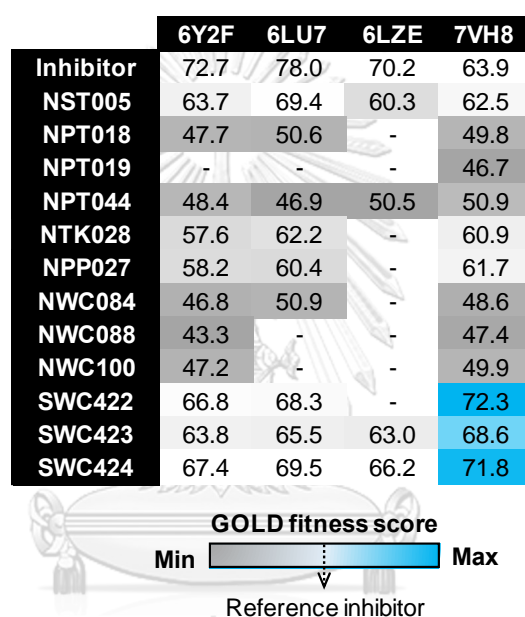 6Y2F 6LU7 6LZE 7VH8
Inhibitor 72.7 78.0 70.2 63.9
NST005 63.7 69.4 60.3 62.5
NPT018 47.7 50.6 - 49.8
NPT019 - - - 46.7
NPT044 48.4 46.9 50.5 50.9
NTK028 57.6 62.2 - 60.9
NPP027 58.2 60.4 - 61.7
NWC084 46.8 50.9 - 48.6
NWC088 43.3 - - 47.4
NWC100 47.2 - - 49.9
SWC422 66.8 68.3 - 72.3
SWC423 63.8 65.5 63.0 68.6
SWC424 67.4 69.5 66.2 71.8
GOLD fitness score
Min Max
Reference inhibitor